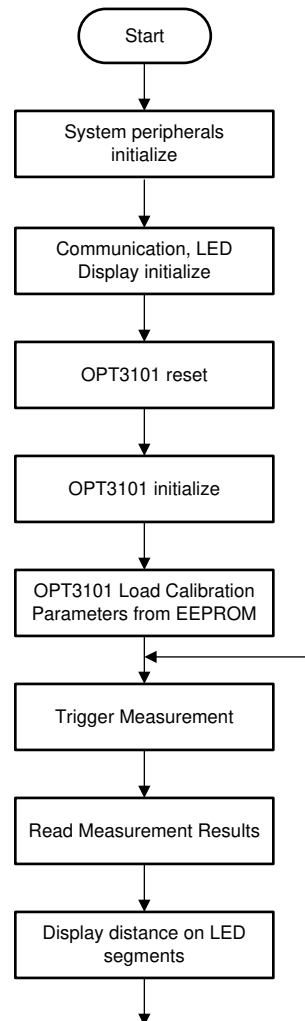 Start
System peripherals
initialize
Communication, LED
Display initialize
OPT3101 reset
OPT3101 initialize
OPT3101 Load Calibration
Parameters from EEPROM
Trigger Measurement
Read Measurement Results
Display distance on LED
segments